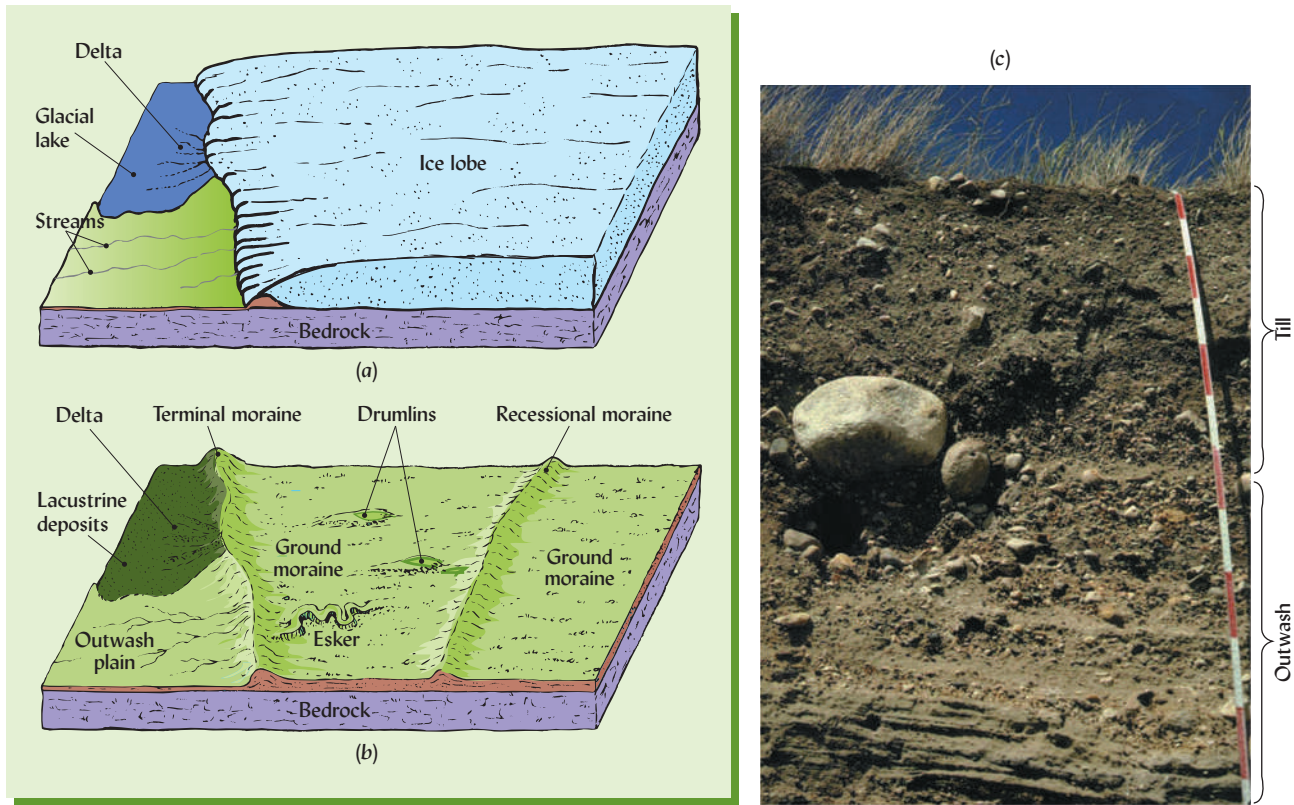 Delta
Glacial
lake
Streams
Ice lobe
Bedrock
(a)
Delta
Terminal moraine
Drumlins
Recessional moraine
Lacustrine
deposits
Ground
moraine
Ground
moraine
Outwash
plain
Esker
Bedrock
(b)
(c)
Till
Outwash